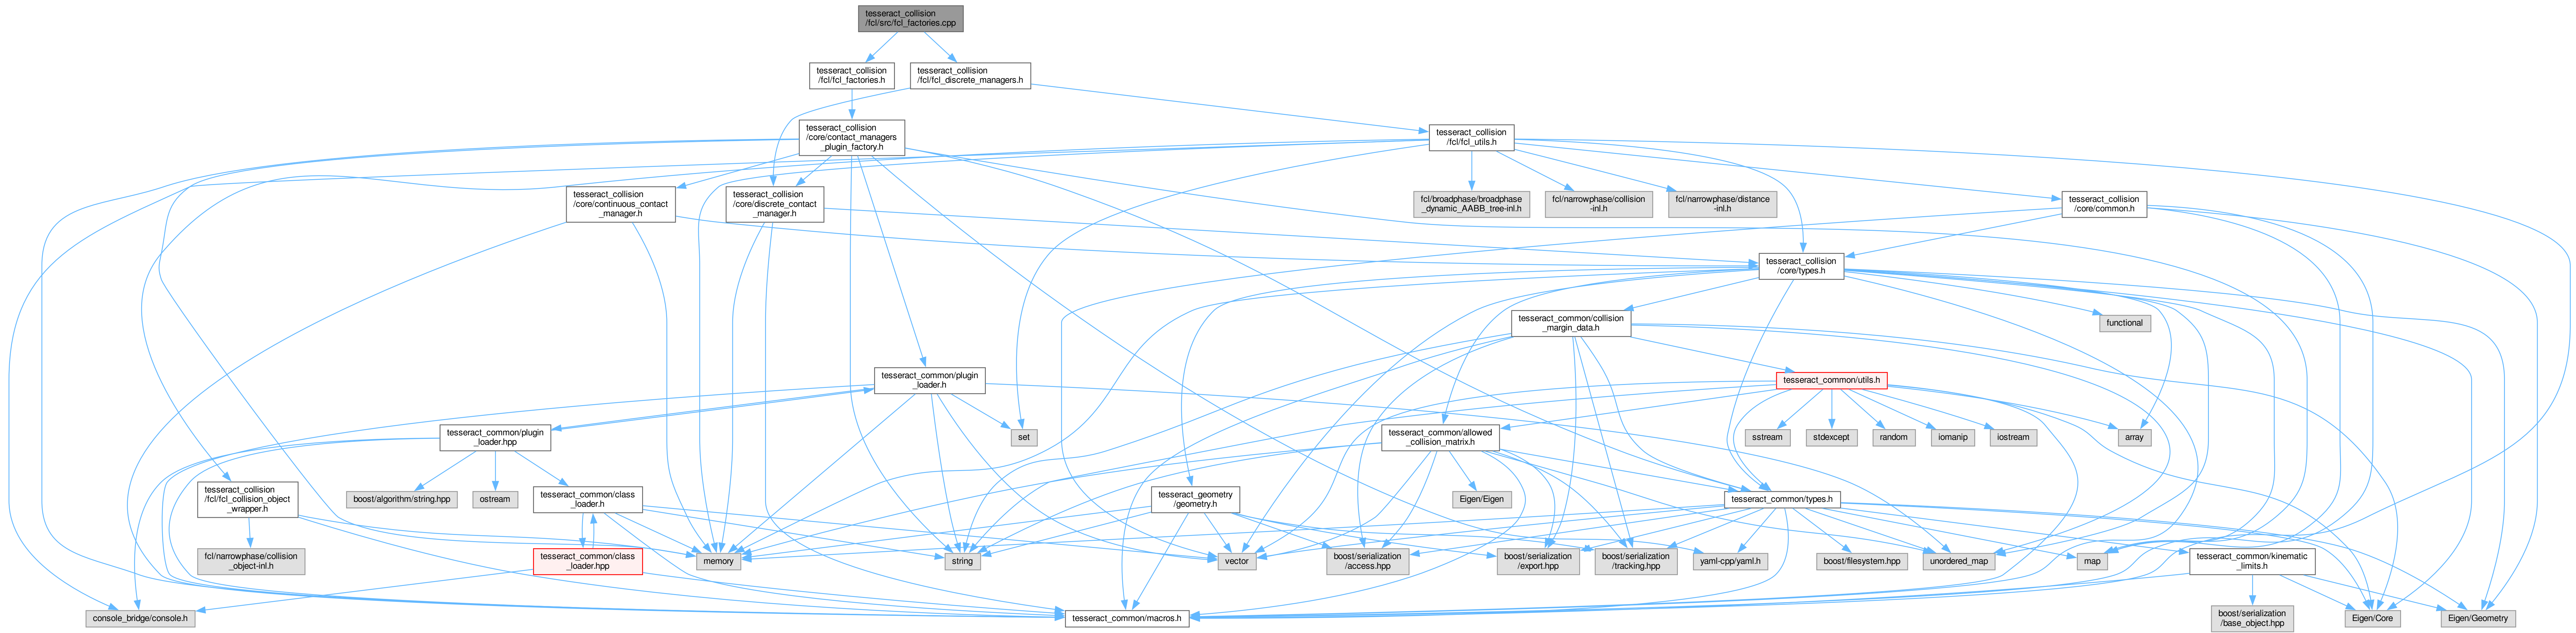 tesseract_collision
/fcl/src/fcl_factories.cpp
tesseract_collision
/fcl/fcl_factories.h
tesseract_collision
/fcl/fcl_discrete_managers.h
tesseract_collision
/core/contact_managers
_plugin_factory.h
tesseract_collision
/fcl/fcl_utils.h
tesseract_collision
/core/continuous_contact
_manager.h
tesseract_collision
/core/discrete_contact
_manager.h
fcl/broadphase/broadphase
_dynamic_AABB_tree-inl.h
fcl/narrowphase/collision
-inl.h
fcl/narrowphase/distance
-inl.h
tesseract_collision
/core/common.h
tesseract_collision
/core/types.h
tesseract_common/collision
_margin_data.h
functional
tesseract_common/plugin
_loader.h
tesseract_common/utils.h
tesseract_common/plugin
_loader.hpp
set
tesseract_common/allowed
_collision_matrix.h
sstream
stdexcept
random
iomanip
iostream
array
tesseract_collision
/fcl/fcl_collision_object
_wrapper.h
boost/algorithm/string.hpp
ostream
tesseract_common/class
_loader.h
tesseract_geometry
/geometry.h
Eigen/Eigen
tesseract_common/types.h
fcl/narrowphase/collision
_object-inl.h
tesseract_common/class
_loader.hpp
memory
string
vector
boost/serialization
/access.hpp
boost/serialization
/export.hpp
boost/serialization
/tracking.hpp
yaml-cpp/yaml.h
boost/filesystem.hpp
unordered_map
map
tesseract_common/kinematic
_limits.h
console_bridge/console.h
tesseract_common/macros.h
boost/serialization
/base_object.hpp
Eigen/Core
Eigen/Geometry